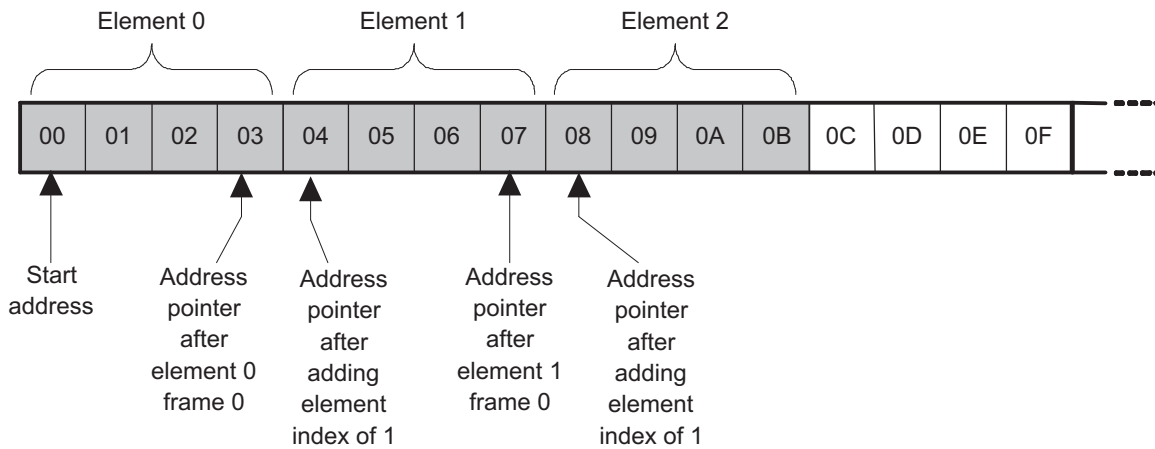 Element 0 Element 1 Element 2
00 01 02 03 04 05 06 07 08 09 0A 0B 0C 0D 0E 0F
Start
address
Address
pointer
after
element 0
frame 0
Address
pointer
after
adding
element
index of 1
Address
pointer
after
element 1
frame 0
Address
pointer
after
adding
element
index of 1